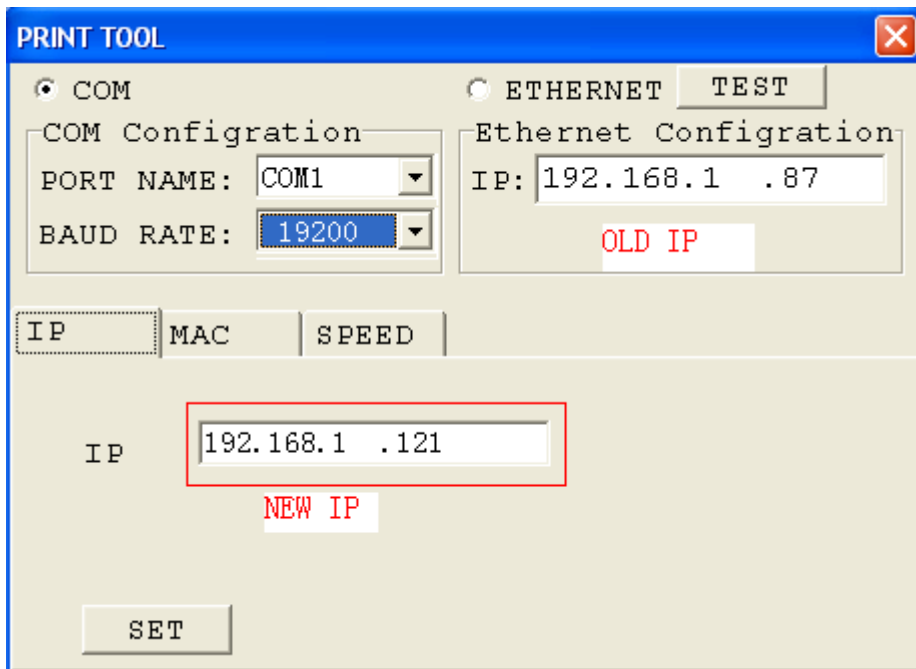 PRINT TOOL
COM
ETHERNET
TEST
COM Configration
Ethernet Configration
PORT NAME: COM1
IP: 192.168.1 .87
BAUD RATE: 19200
OLD IP
IP
MAC
SPEED
IP
192.168.1 .121
NEW IP
SET